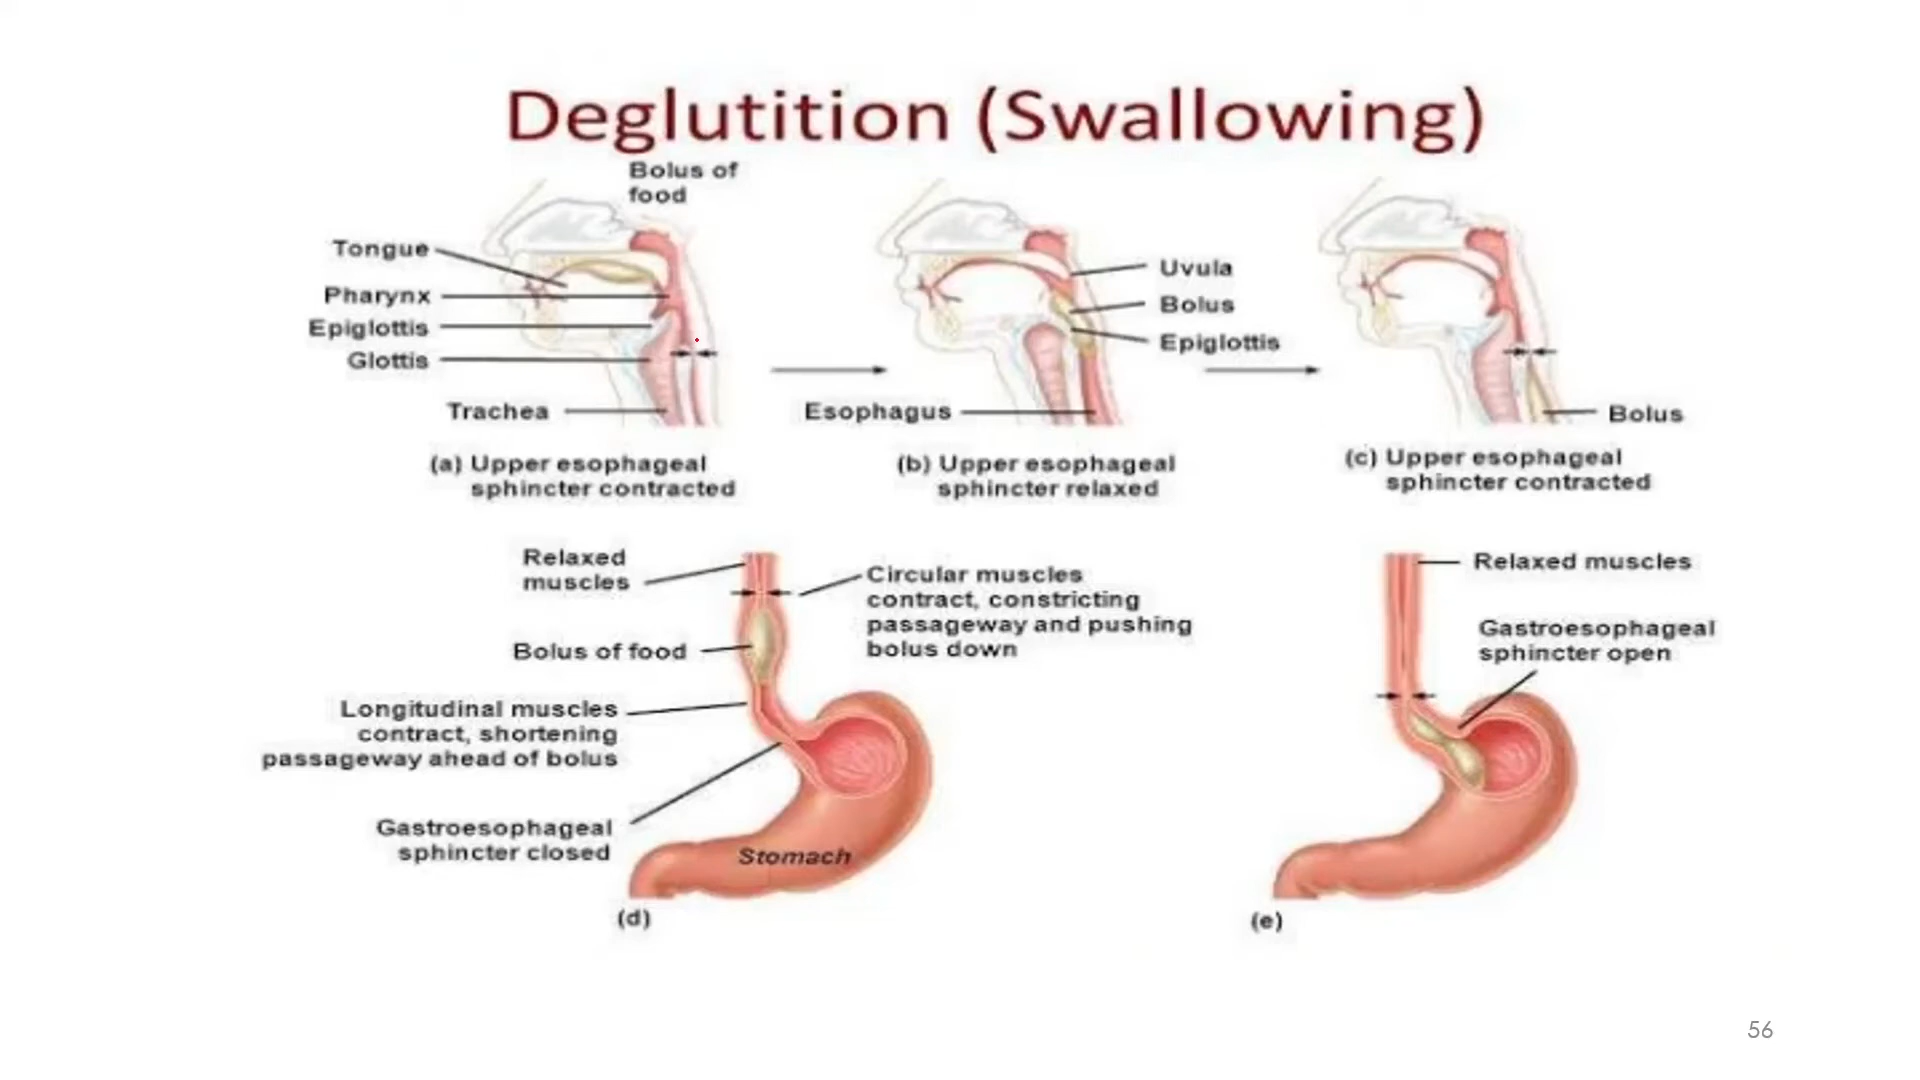 Deglutition (Swallowing)
Bolus of
food
Tongue
Pharynx
Epiglottis
Glottis
Trachea
(a) Upper esophageal
sphincter contracted
Uvula
Bolus
Epiglottis
Esophagus
(b) Upper esophageal
sphincter relaxed
Bolus
(c) Upper esophageal
sphincter contracted
Relaxed
muscles
Circular muscles
contract, constricting
passageway and pushing
bolus down
Bolus of food
Longitudinal muscles
contract, shortening
passageway ahead of bolus
Gastroesophageal
sphincter closed
Stomach
(d)
Relaxed muscles
Gastroesophageal
sphincter open
(e)
56